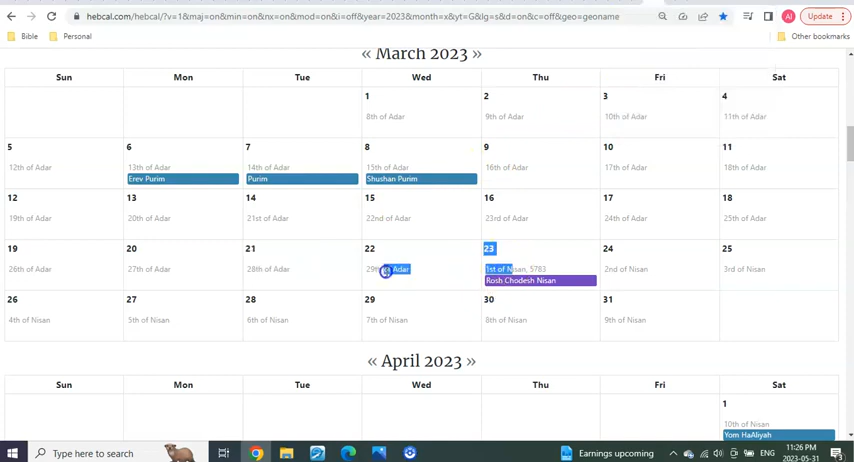 hebcal.com/hebcal/?v=1&maj=on&min=on&nx=on&mod=on&i=off&year=2023&month=x&yt=G&lg=s&d=on&c=off&geo=geoname
AI
Update
Bible
Personal
Other bookmarks
« March 2023 »
Sun Mon Tue Wed Thu Fri Sat
1 2 3 4
8th of Adar 9th of Adar 10th of Adar 11th of Adar
5 6 7 8 9 10 11
12th of Adar 13th of Adar 14th of Adar 15th of Adar 16th of Adar 17th of Adar 18th of Adar
Erev Purim Purim Shushan Purim
12 13 14 15 16 17 18
19th of Adar 20th of Adar 21st of Adar 22nd of Adar 23rd of Adar 24th of Adar 25th of Adar
19 20 21 22 23 24 25
26th of Adar 27th of Adar 28th of Adar 29th of Adar 1st of Nisan, 5783 2nd of Nisan 3rd of Nisan
Rosh Chodesh Nisan
26 27 28 29 30 31
4th of Nisan 5th of Nisan 6th of Nisan 7th of Nisan 8th of Nisan 9th of Nisan
« April 2023 »
Sun Mon Tue Wed Thu Fri Sat
1
10th of Nisan
Yom HaAliyah
Type here to search
Earnings upcoming
ENG
11:26 PM
2023-05-31
3